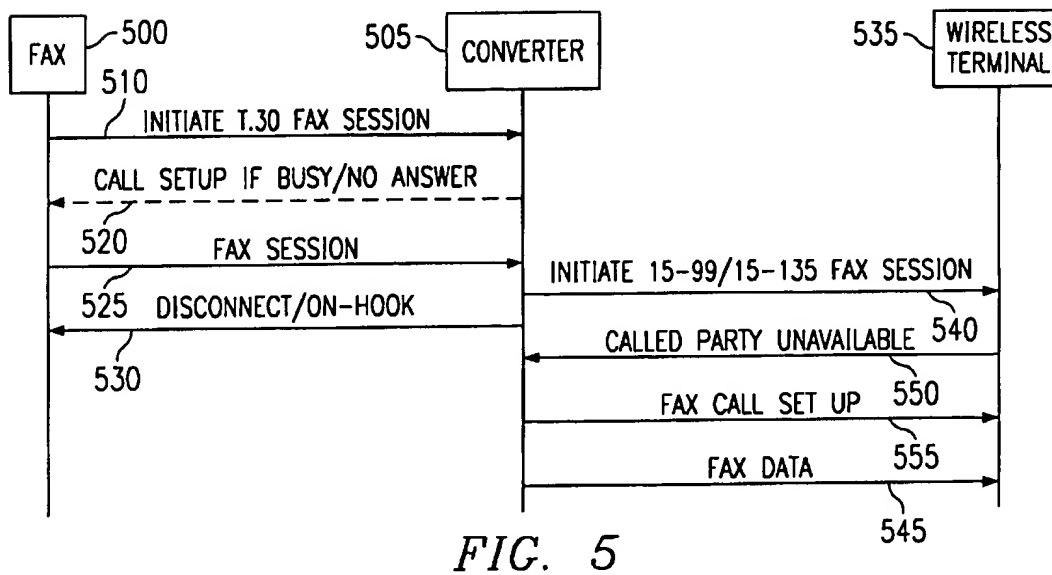 FAX
500
505
CONVERTER
535
WIRELESS
TERMINAL
510
INITIATE T.30 FAX SESSION
CALL SETUP IF BUSY/NO ANSWER
520
FAX SESSION
525
INITIATE 15-99/15-135 FAX SESSION
540
DISCONNECT/ON-HOOK
530
CALLED PARTY UNAVAILABLE
550
FAX CALL SET UP
555
FAX DATA
545
FIG. 5